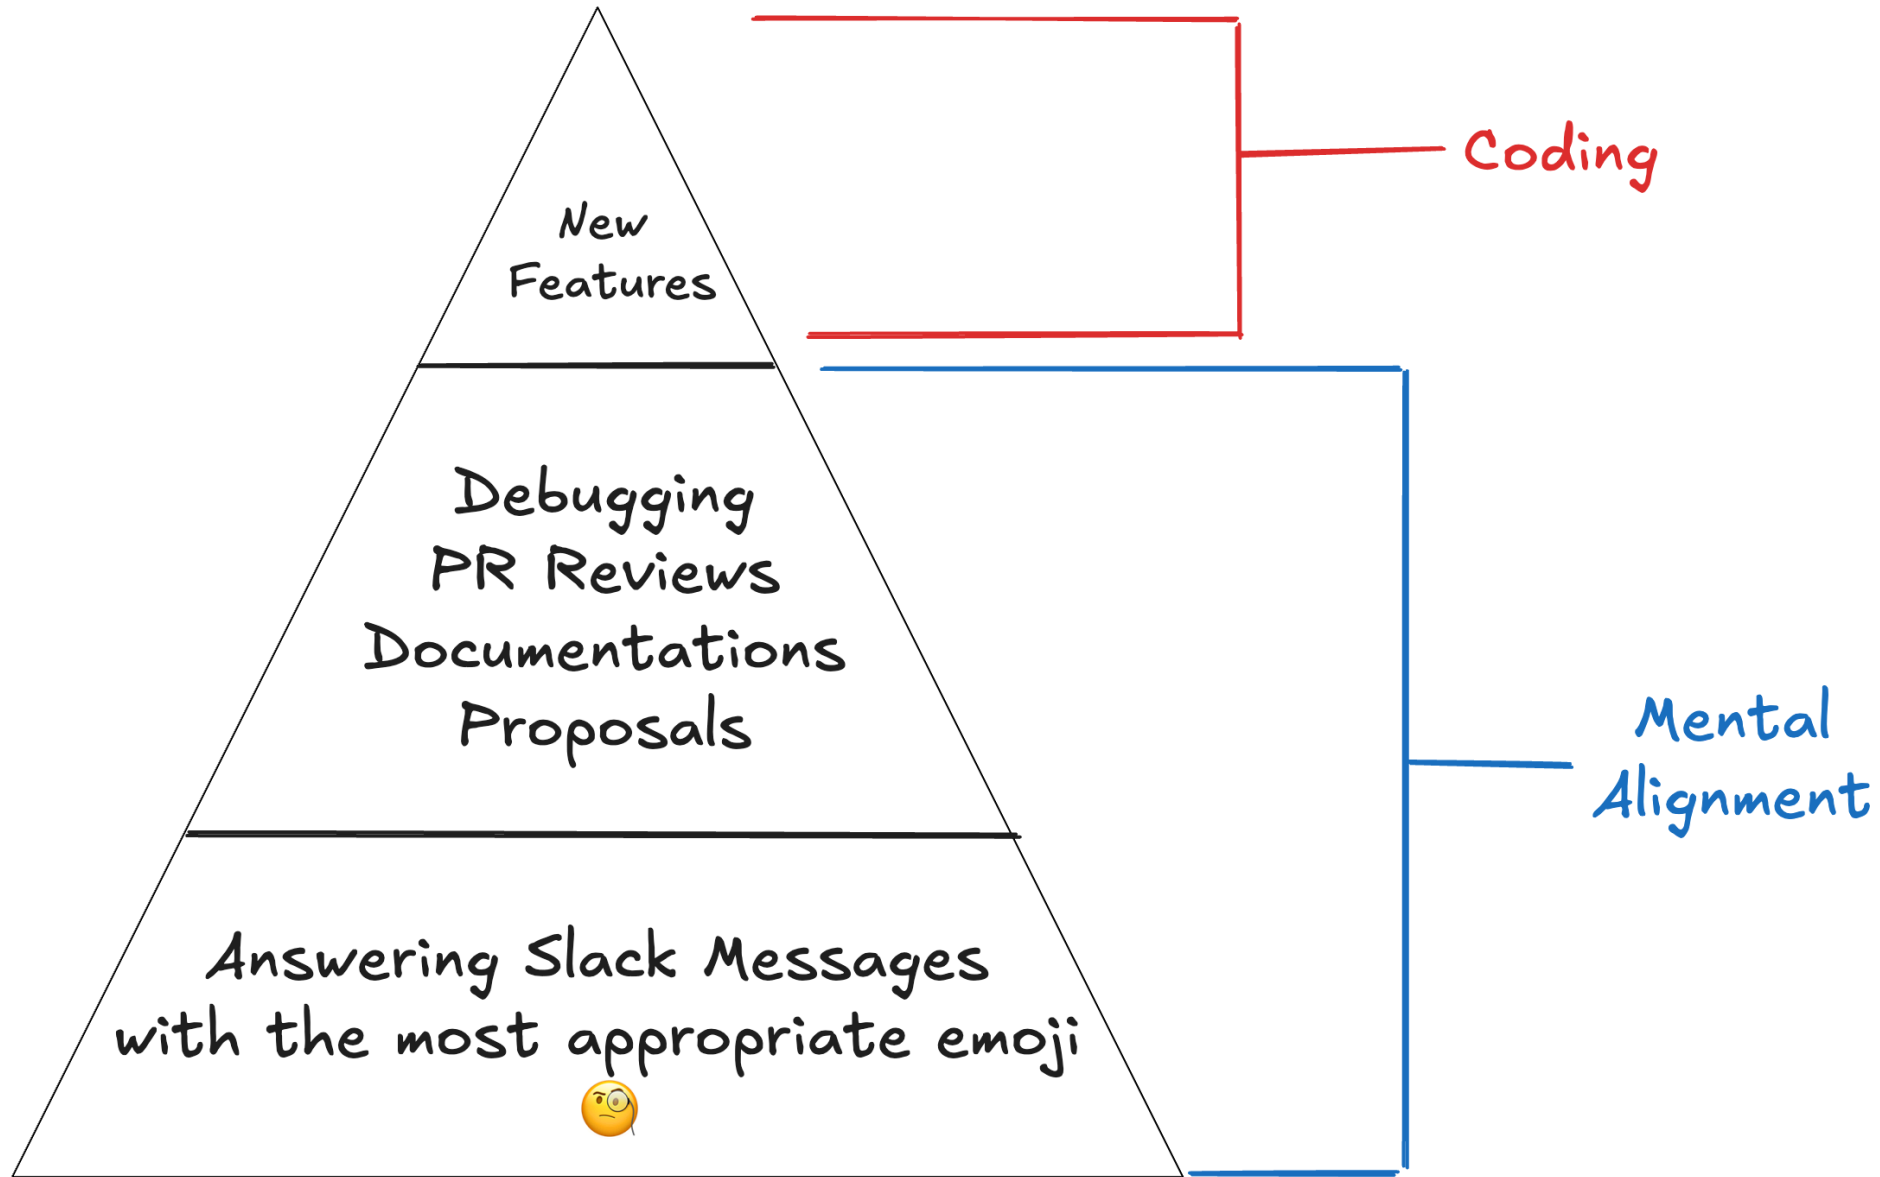 New
Features
Coding
Debugging
PR Reviews
Documentations
Proposals
Mental
Alignment
Answering Slack Messages
with the most appropriate emoji
🧐